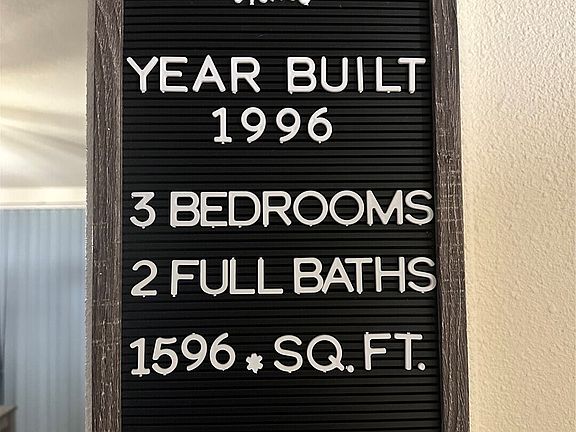 YEAR BUILT
1996
3 BEDROOMS
2 FULL BATHS
1596 * SQ. FT.